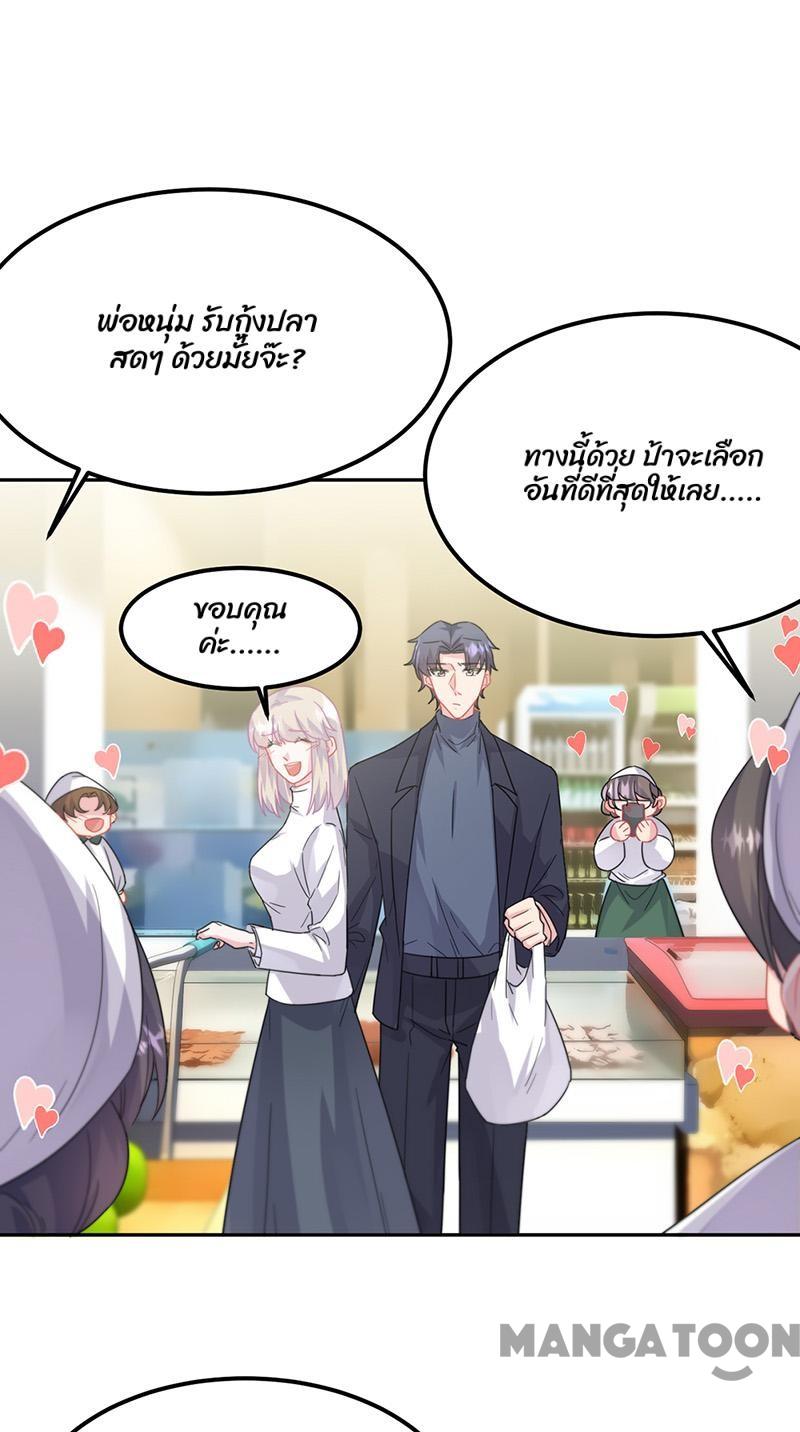 พ่อหนุ่ม รับกุ้งปลา
สดๆ ด้วยมั้ยจ๊ะ?
ทางนี้ด้วย ป้าจะเลือก
อันที่ดีที่สุดให้เลย.....
ขอบคุณ
ค่ะ......
MANGATOON